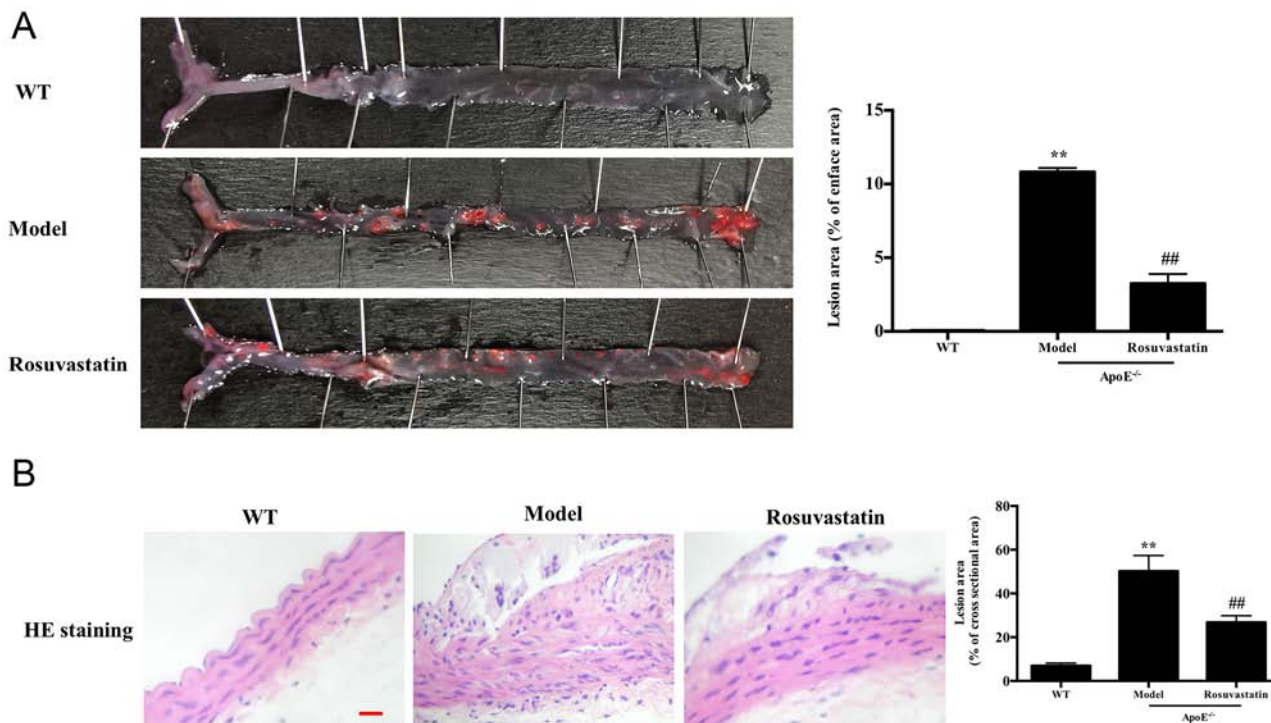 A
WT
Model
Rosuvastatin
Lesion area (% of enface area)
15
10
5
0
**
##
WT
Model
Rosuvastatin
ApoE-/-
B
WT
Model
Rosuvastatin
HE staining
Lesion area
(% of cross sectional area)
80
60
40
20
0
**
##
WT
Model
Rosuvastatin
ApoE-/-